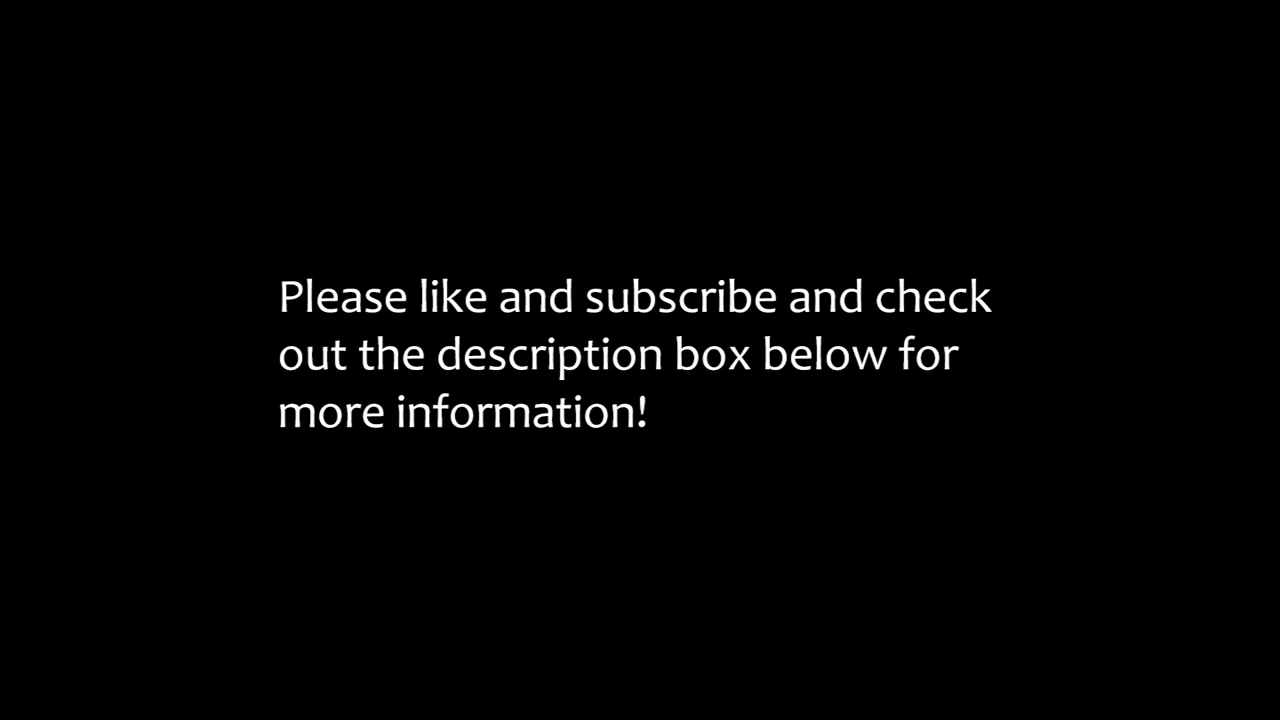 Please like and subscribe and check
out the description box below for
more information!